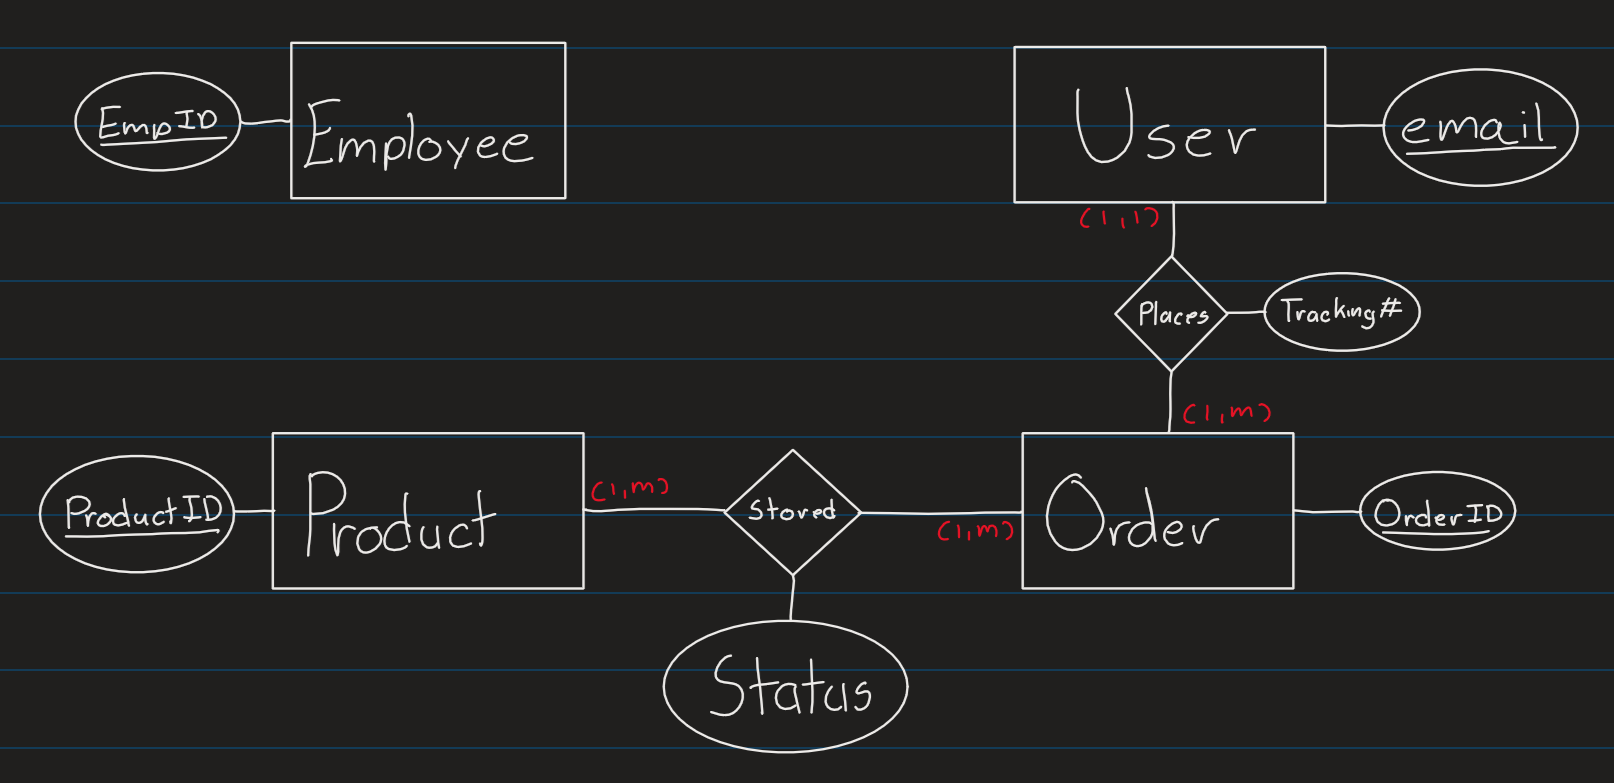 EmpID
Employee
User
email
(1,1)
Places
Tracking#
(1,m)
ProductID
Product
(1,m)
Stored
(1,m)
Order
OrderID
Status